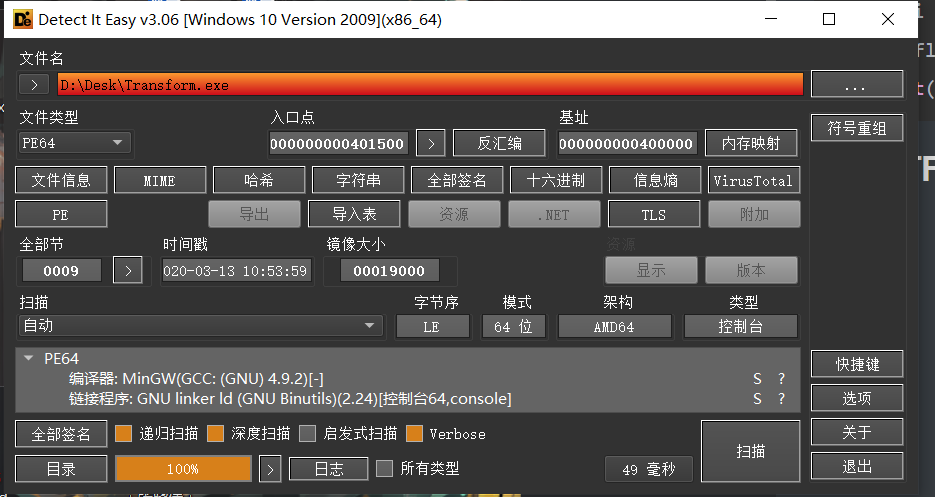 Detect It Easy v3.06 [Windows 10 Version 2009](x86_64)
文件名
> D:\Desk\Transform.exe ...
文件类型 入口点 基址
PE64 000000000401500 > 反汇编 000000000400000 内存映射 符号重组
文件信息 MIME 哈希 字符串 全部签名 十六进制 信息熵 VirusTotal
PE 导出 导入表 资源 .NET TLS 附加
全部节 时间戳 镜像大小 资源
0009 > 020-03-13 10:53:59 00019000 显示 版本
扫描 字节序 模式 架构 类型
自动 LE 64 位 AMD64 控制台
PE64
编译器: MinGW(GCC: (GNU) 4.9.2)[-] S ?
链接程序: GNU linker ld (GNU Binutils)(2.24)[控制台64,console] S ?
快捷键
选项
全部签名 递归扫描 深度扫描 启发式扫描 Verbose 扫描 关于
目录 100% > 日志 所有类型 49 毫秒 退出